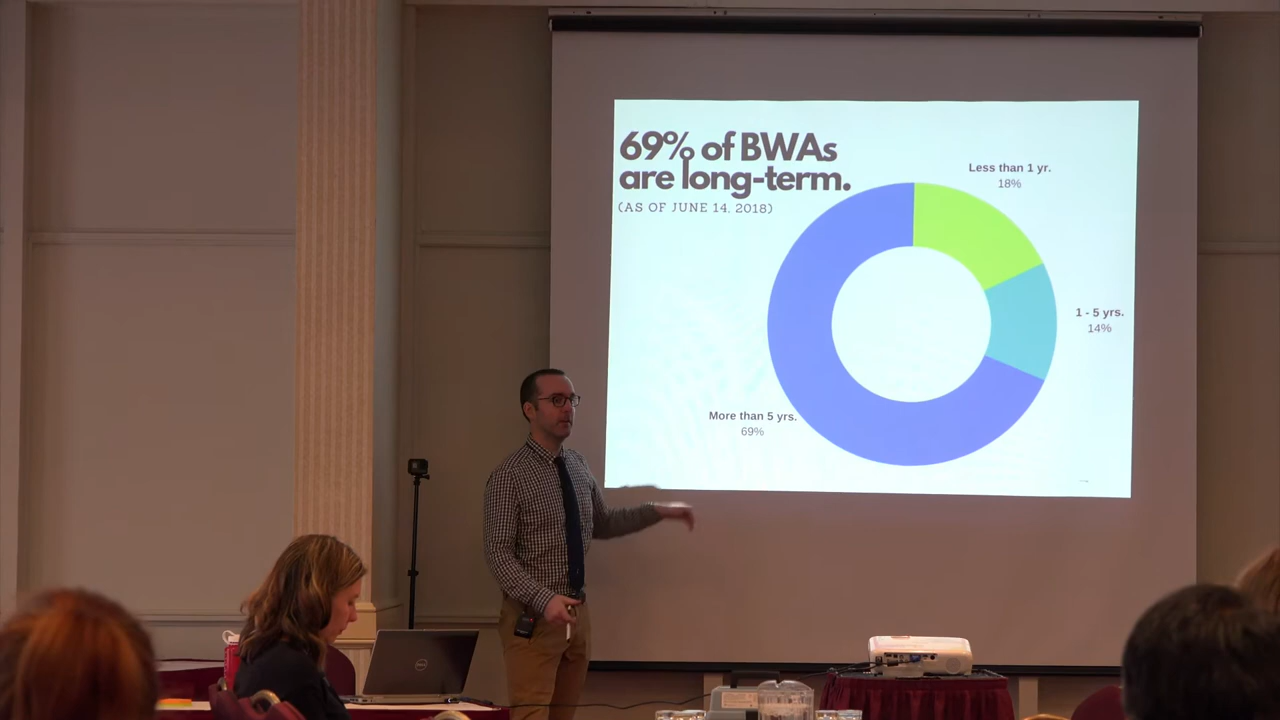 69% of BWAs
are long-term.
(AS OF JUNE 14, 2018)
Less than 1 yr.
18%
1 - 5 yrs.
14%
More than 5 yrs.
69%
DELL